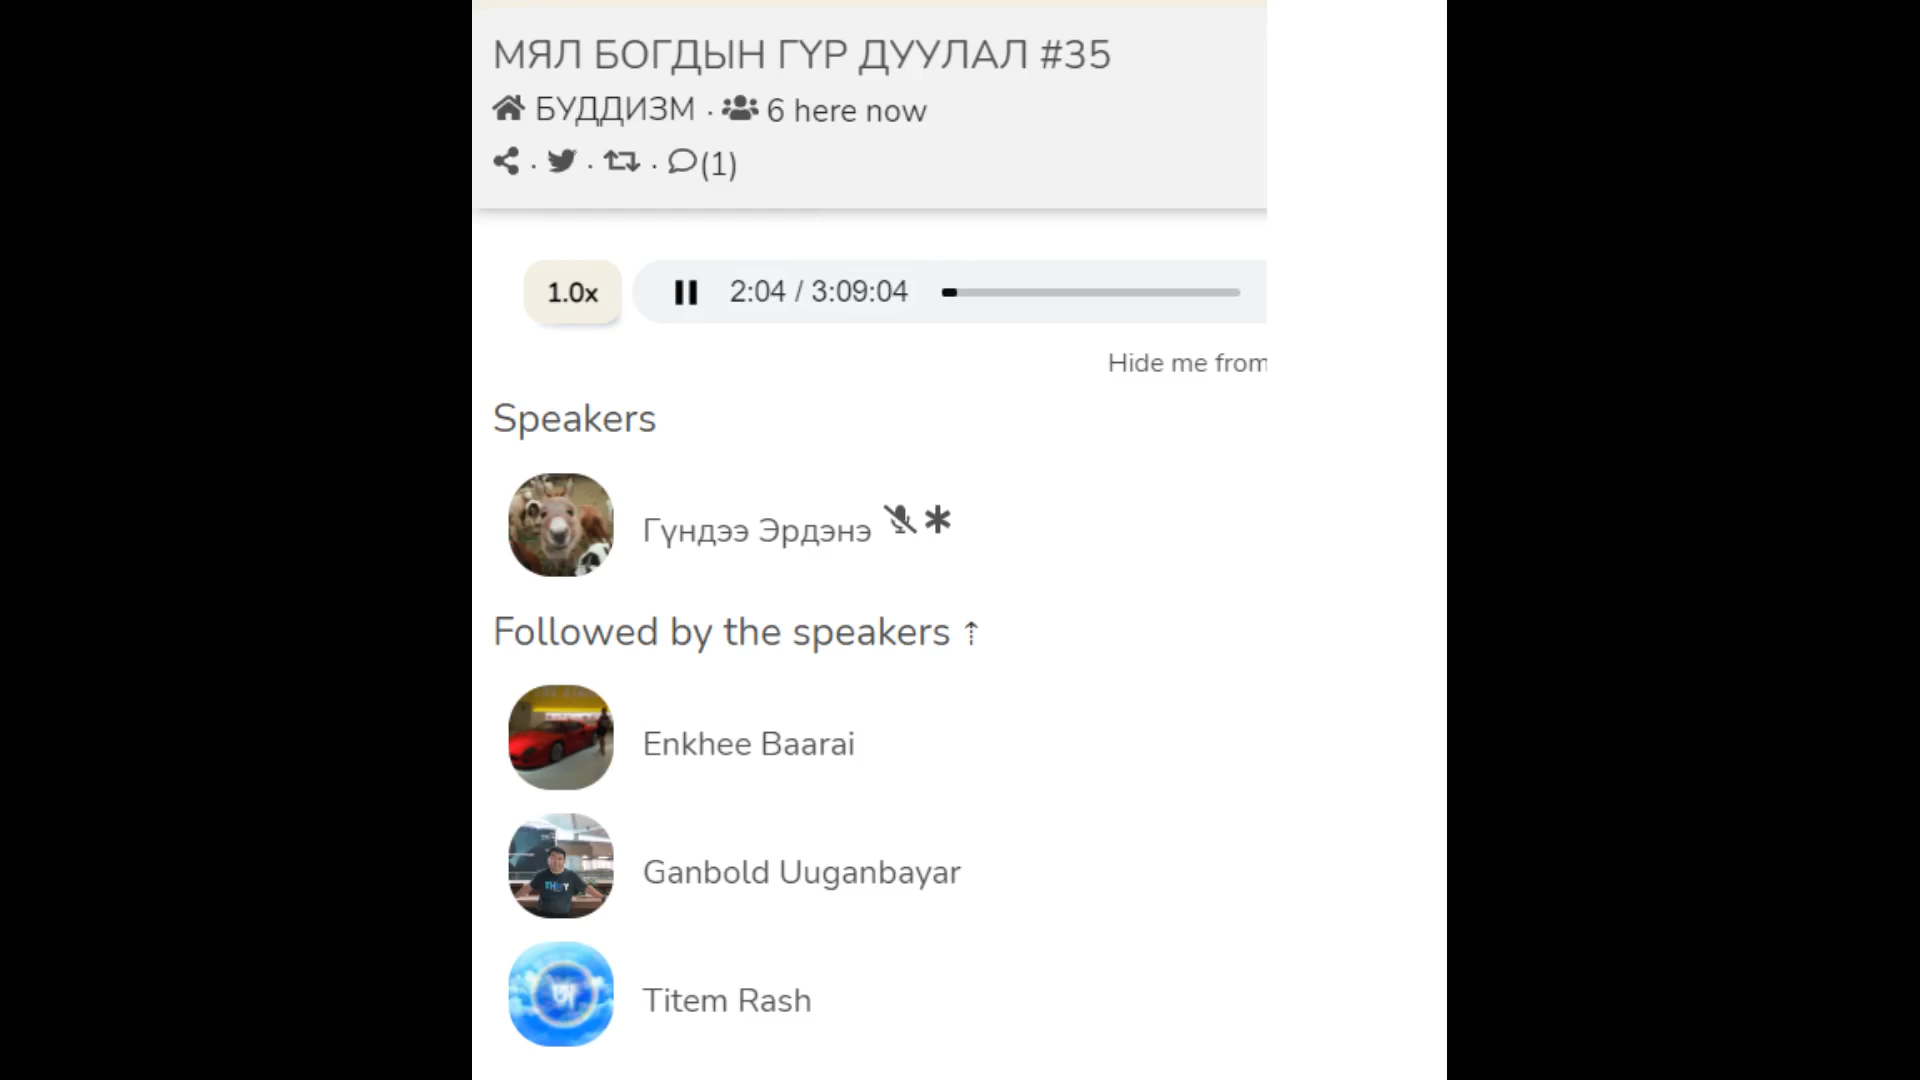 МЯЛ БОГДЫН ГҮР ДУУЛАЛ #35
БУДДИЗМ · 6 here now
· · · (1)
1.0x 2:04 / 3:09:04
Hide me from
Speakers
Гүндээ Эрдэнэ
Followed by the speakers ⇡
Enkhee Baarai
Ganbold Uuganbayar
Titem Rash